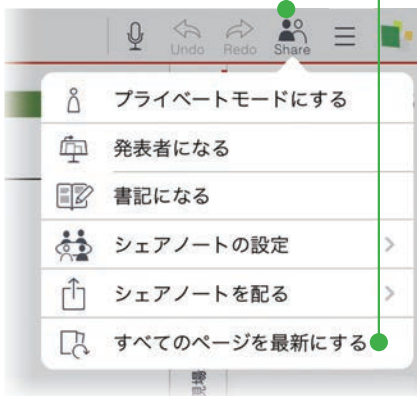 Undo Redo Share
プライベートモードにする
発表者になる
書記になる
シェアノートの設定
シェアノートを配る
すべてのページを最新にする
現場